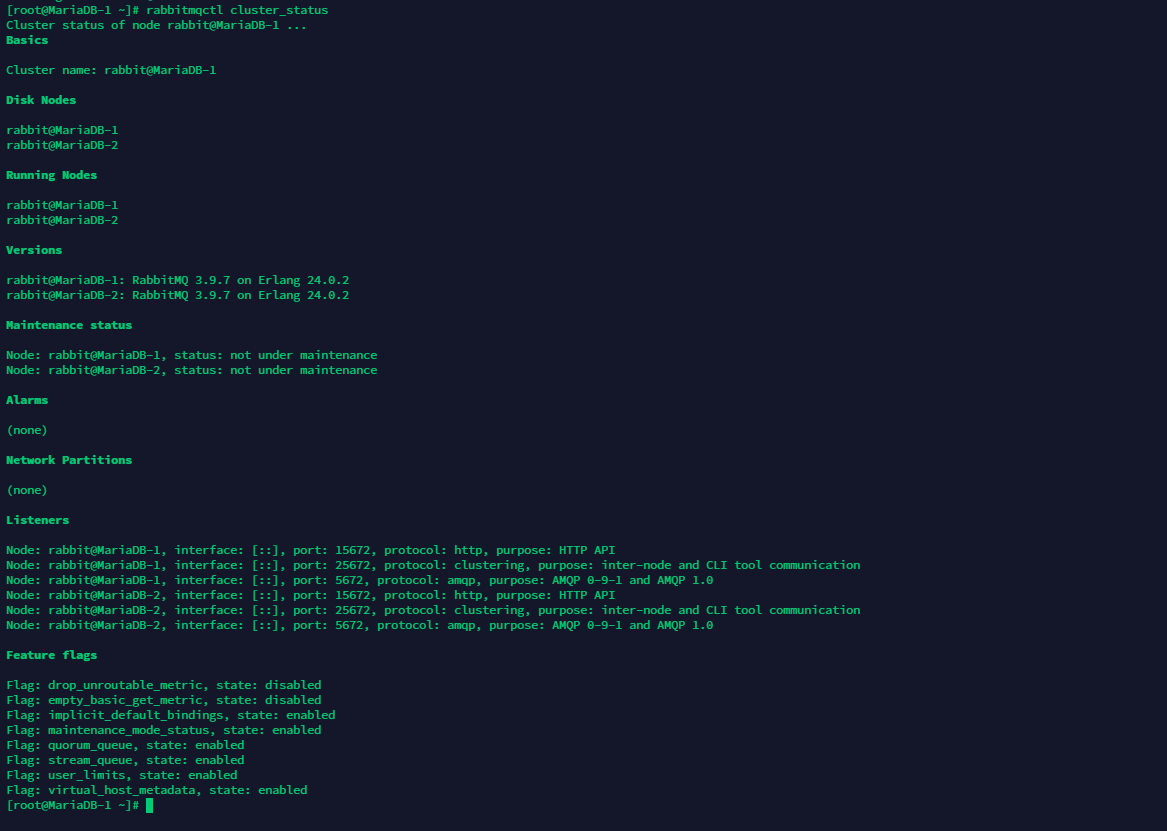 [root@MariaDB-1 ~]# rabbitmqctl cluster_status
Cluster status of node rabbit@MariaDB-1 ...
Basics
Cluster name: rabbit@MariaDB-1
Disk Nodes
rabbit@MariaDB-1
rabbit@MariaDB-2
Running Nodes
rabbit@MariaDB-1
rabbit@MariaDB-2
Versions
rabbit@MariaDB-1: RabbitMQ 3.9.7 on Erlang 24.0.2
rabbit@MariaDB-2: RabbitMQ 3.9.7 on Erlang 24.0.2
Maintenance status
Node: rabbit@MariaDB-1, status: not under maintenance
Node: rabbit@MariaDB-2, status: not under maintenance
Alarms
(none)
Network Partitions
(none)
Listeners
Node: rabbit@MariaDB-1, interface: [::], port: 15672, protocol: http, purpose: HTTP API
Node: rabbit@MariaDB-1, interface: [::], port: 25672, protocol: clustering, purpose: inter-node and CLI tool communication
Node: rabbit@MariaDB-1, interface: [::], port: 5672, protocol: amqp, purpose: AMQP 0-9-1 and AMQP 1.0
Node: rabbit@MariaDB-2, interface: [::], port: 15672, protocol: http, purpose: HTTP API
Node: rabbit@MariaDB-2, interface: [::], port: 25672, protocol: clustering, purpose: inter-node and CLI tool communication
Node: rabbit@MariaDB-2, interface: [::], port: 5672, protocol: amqp, purpose: AMQP 0-9-1 and AMQP 1.0
Feature flags
Flag: drop_unroutable_metric, state: disabled
Flag: empty_basic_get_metric, state: disabled
Flag: implicit_default_bindings, state: enabled
Flag: maintenance_mode_status, state: enabled
Flag: quorum_queue, state: enabled
Flag: stream_queue, state: enabled
Flag: user_limits, state: enabled
Flag: virtual_host_metadata, state: enabled
[root@MariaDB-1 ~]#